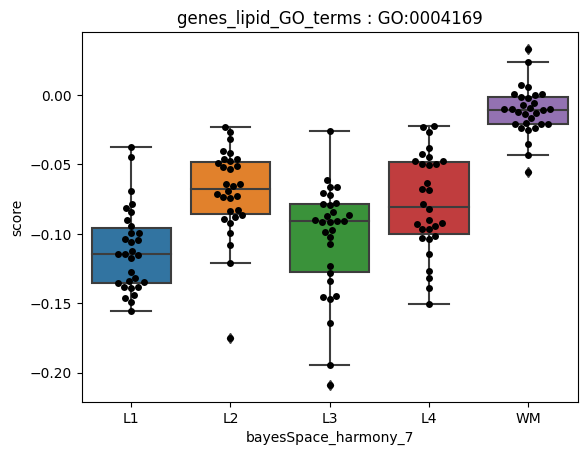 genes_lipid_GO_terms : GO:0004169
0.00
−0.05
−0.10
−0.15
−0.20
score
L1 L2 L3 L4 WM
bayesSpace_harmony_7